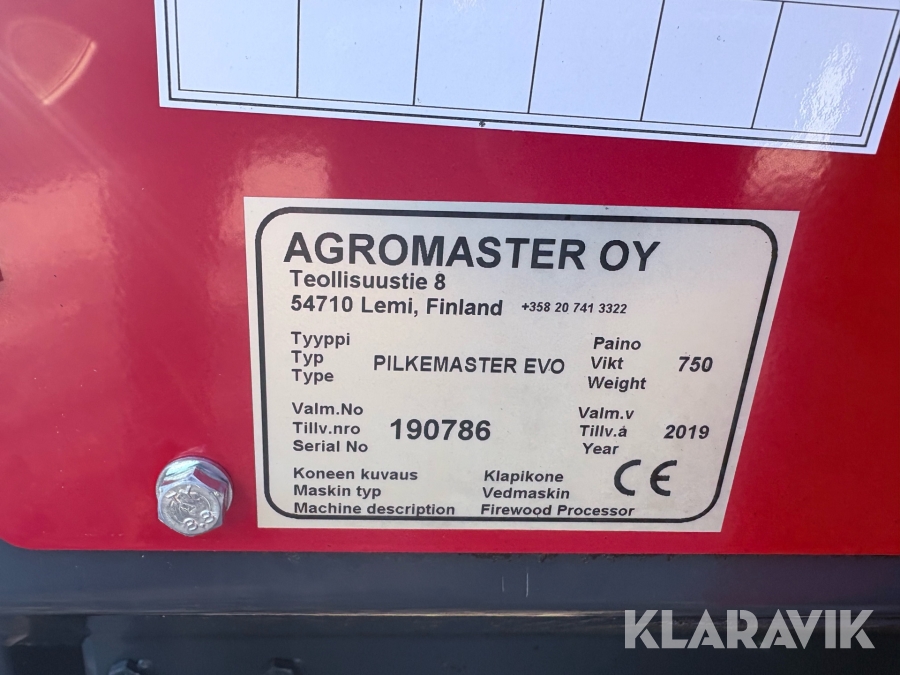 AGROMASTER OY
Teollisuustie 8
54710 Lemi, Finland +358 20 741 3322
Tyyppi
Typ
Type
PILKEMASTER EVO
Paino
Vikt
Weight
750
Valm.No
Tillv.nro
Serial No
190786
Valm.v
Tillv.å
Year
2019
Koneen kuvaus Klapikone
Maskin typ Vedmaskin
Machine description Firewood Processor
CE
8.8
KLARAVIK